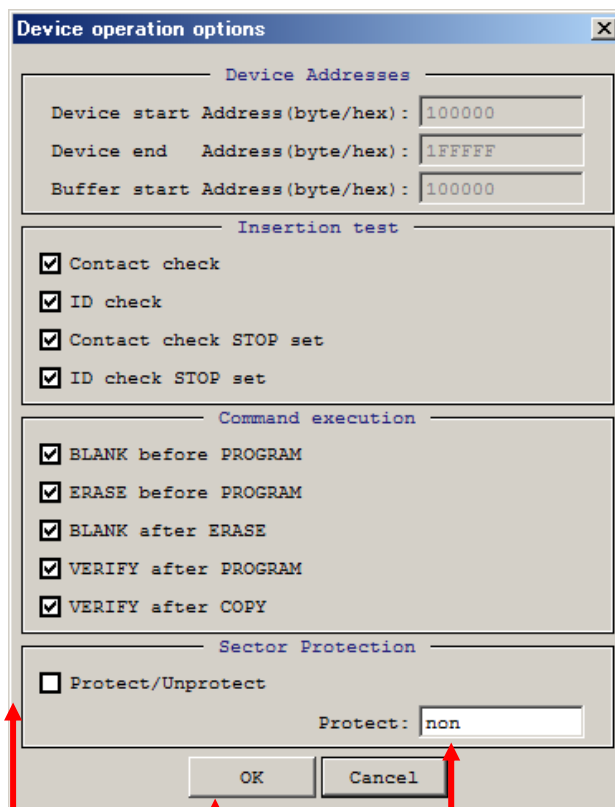 Device operation options
Device Addresses
Device start Address(byte/hex): 100000
Device end Address(byte/hex): 1FFFFF
Buffer start Address(byte/hex): 100000
Insertion test
Contact check
ID check
Contact check STOP set
ID check STOP set
Command execution
BLANK before PROGRAM
ERASE before PROGRAM
BLANK after ERASE
VERIFY after PROGRAM
VERIFY after COPY
Sector Protection
Protect/Unprotect
Protect: non
OK Cancel